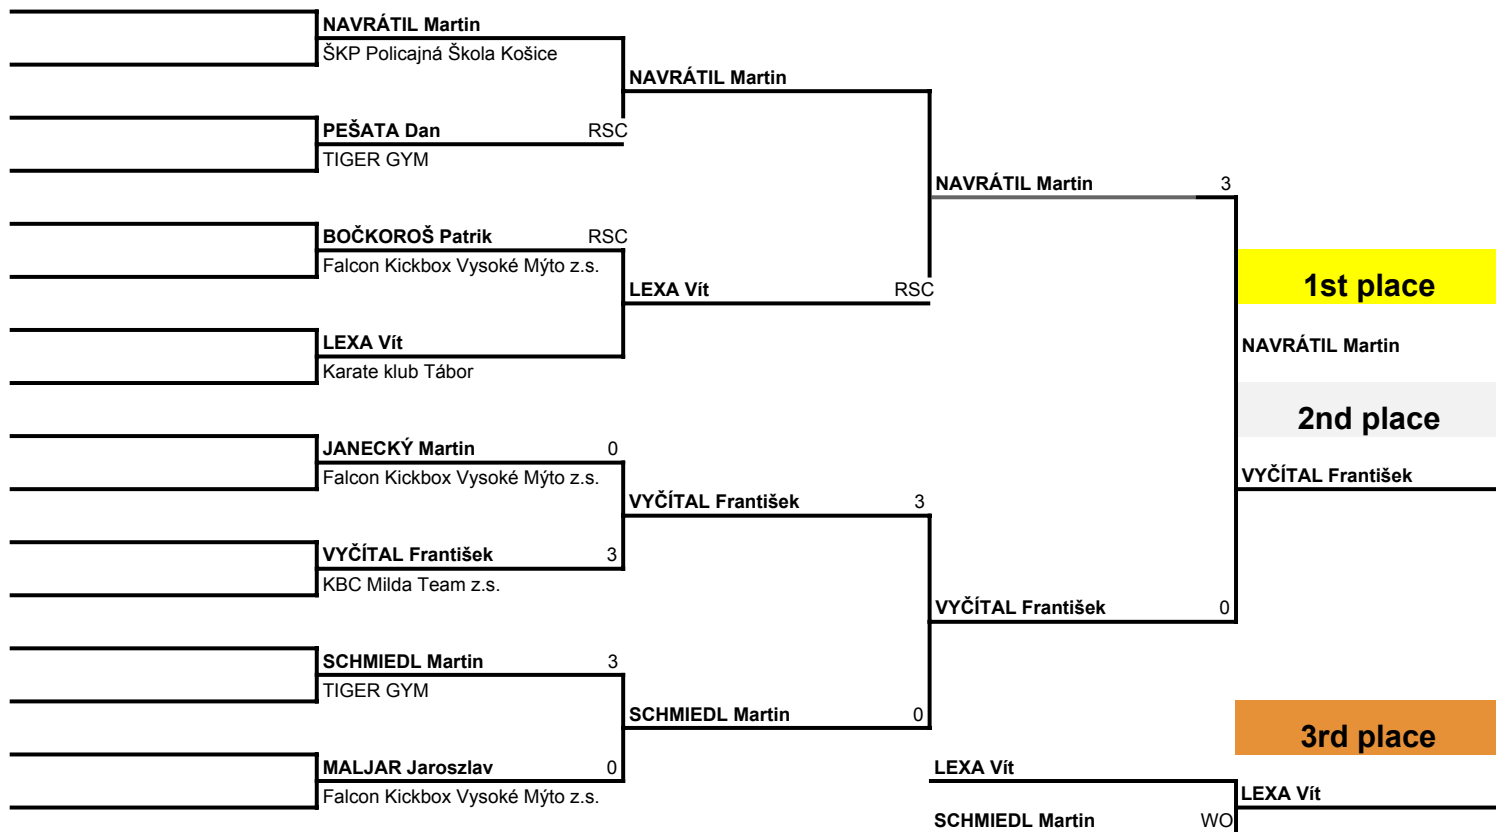 NAVRÁTIL Martin
ŠKP Policajná Škola Košice
NAVRÁTIL Martin
PEŠATA Dan RSC
TIGER GYM
NAVRÁTIL Martin 3
BOČKOROŠ Patrik RSC
Falcon Kickbox Vysoké Mýto z.s.
LEXA Vít RSC
1st place
LEXA Vít
Karate klub Tábor
NAVRÁTIL Martin
2nd place
JANECKÝ Martin 0
Falcon Kickbox Vysoké Mýto z.s.
VYČÍTAL František
VYČÍTAL František 3
VYČÍTAL František 3
KBC Milda Team z.s.
VYČÍTAL František 0
SCHMIEDL Martin 3
TIGER GYM
SCHMIEDL Martin 0
3rd place
MALJAR Jaroszlav 0
Falcon Kickbox Vysoké Mýto z.s.
LEXA Vít
LEXA Vít
SCHMIEDL Martin WO